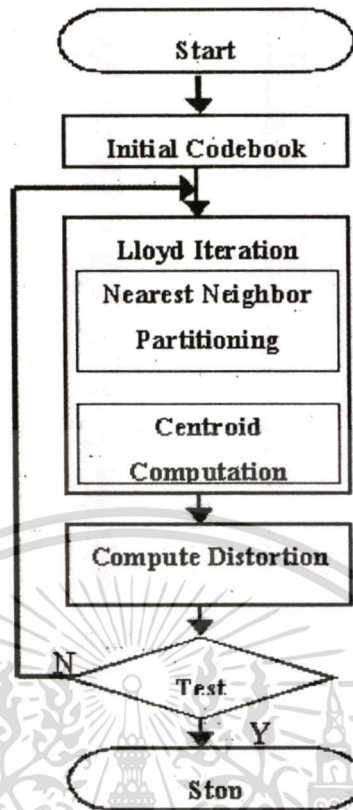 Start
Initial Codebook
Lloyd Iteration
Nearest Neighbor
Partitioning
Centroid
Computation
Compute Distortion
N
Test
Y
Stop